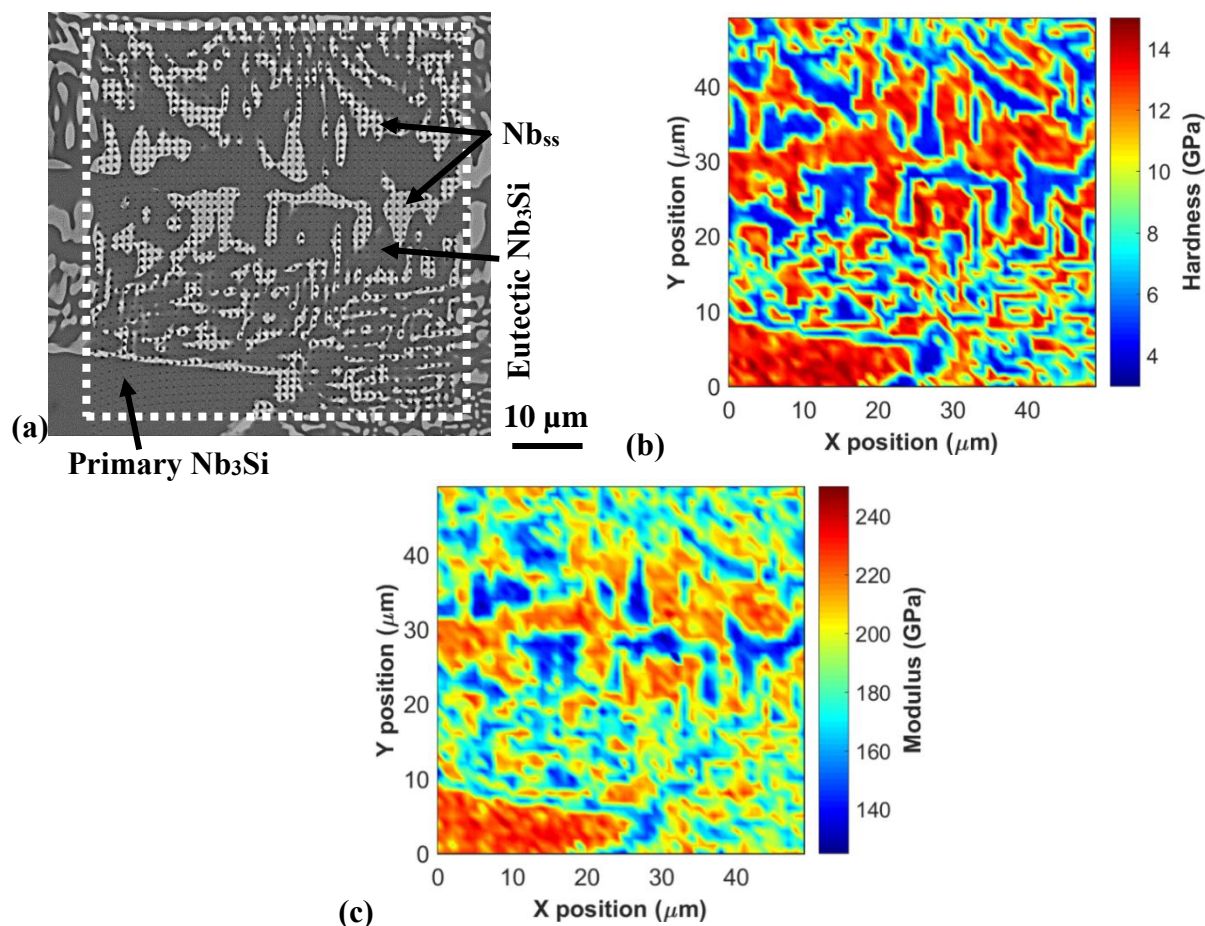 (a)
Nbss
Eutectic Nb₃Si
10 µm
Primary Nb₃Si
(b)
40
30
20
10
0
0 10 20 30 40
Y position (µm)
X position (µm)
14
12
10
8
6
4
Hardness (GPa)
(c)
40
30
20
10
0
0 10 20 30 40
Y position (µm)
X position (µm)
240
220
200
180
160
140
Modulus (GPa)